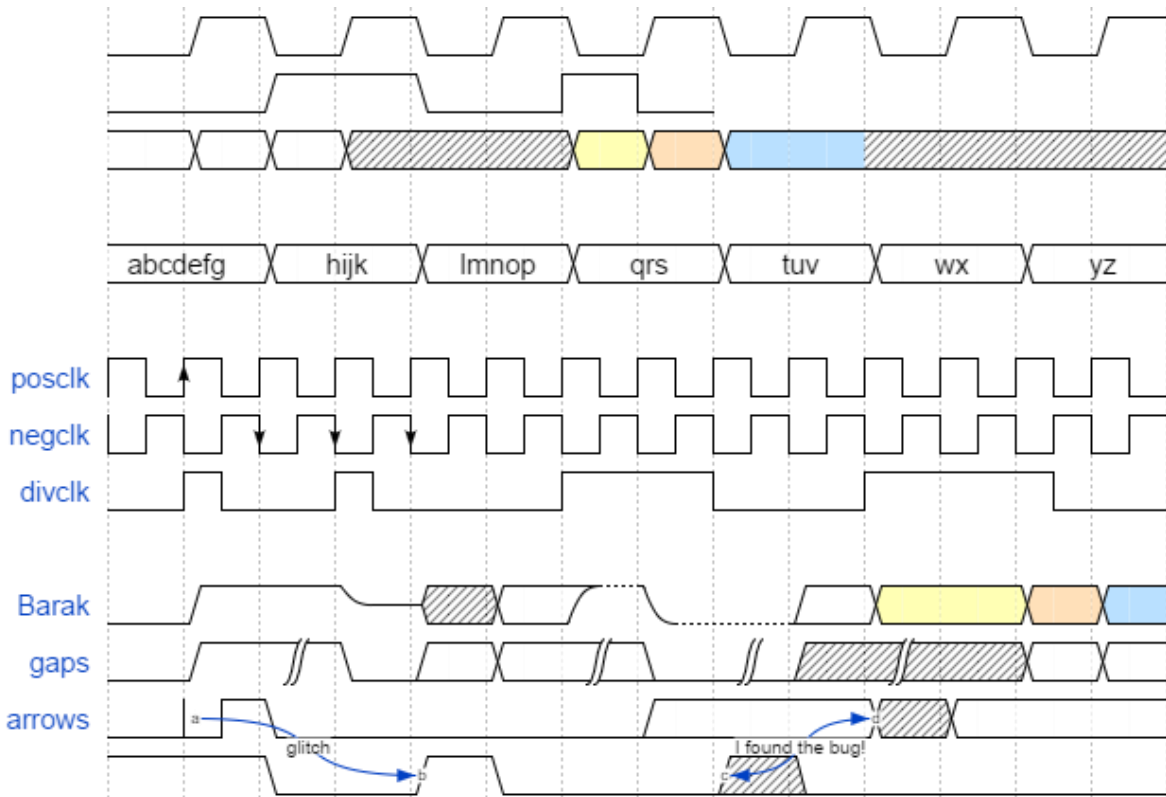 abcdefg hijk lmnop qrs tuv wx yz
posclk
negclk
divclk
Barak
gaps
arrows a d
glitch I found the bug!
b c